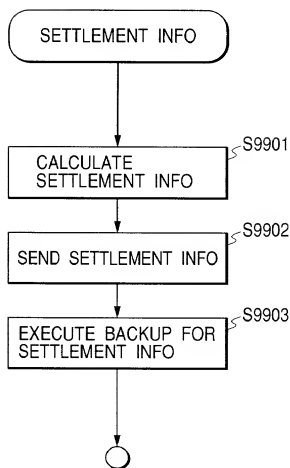 SETTLEMENT INFO
S9901
CALCULATE
SETTLEMENT INFO
S9902
SEND SETTLEMENT INFO
S9903
EXECUTE BACKUP FOR
SETTLEMENT INFO